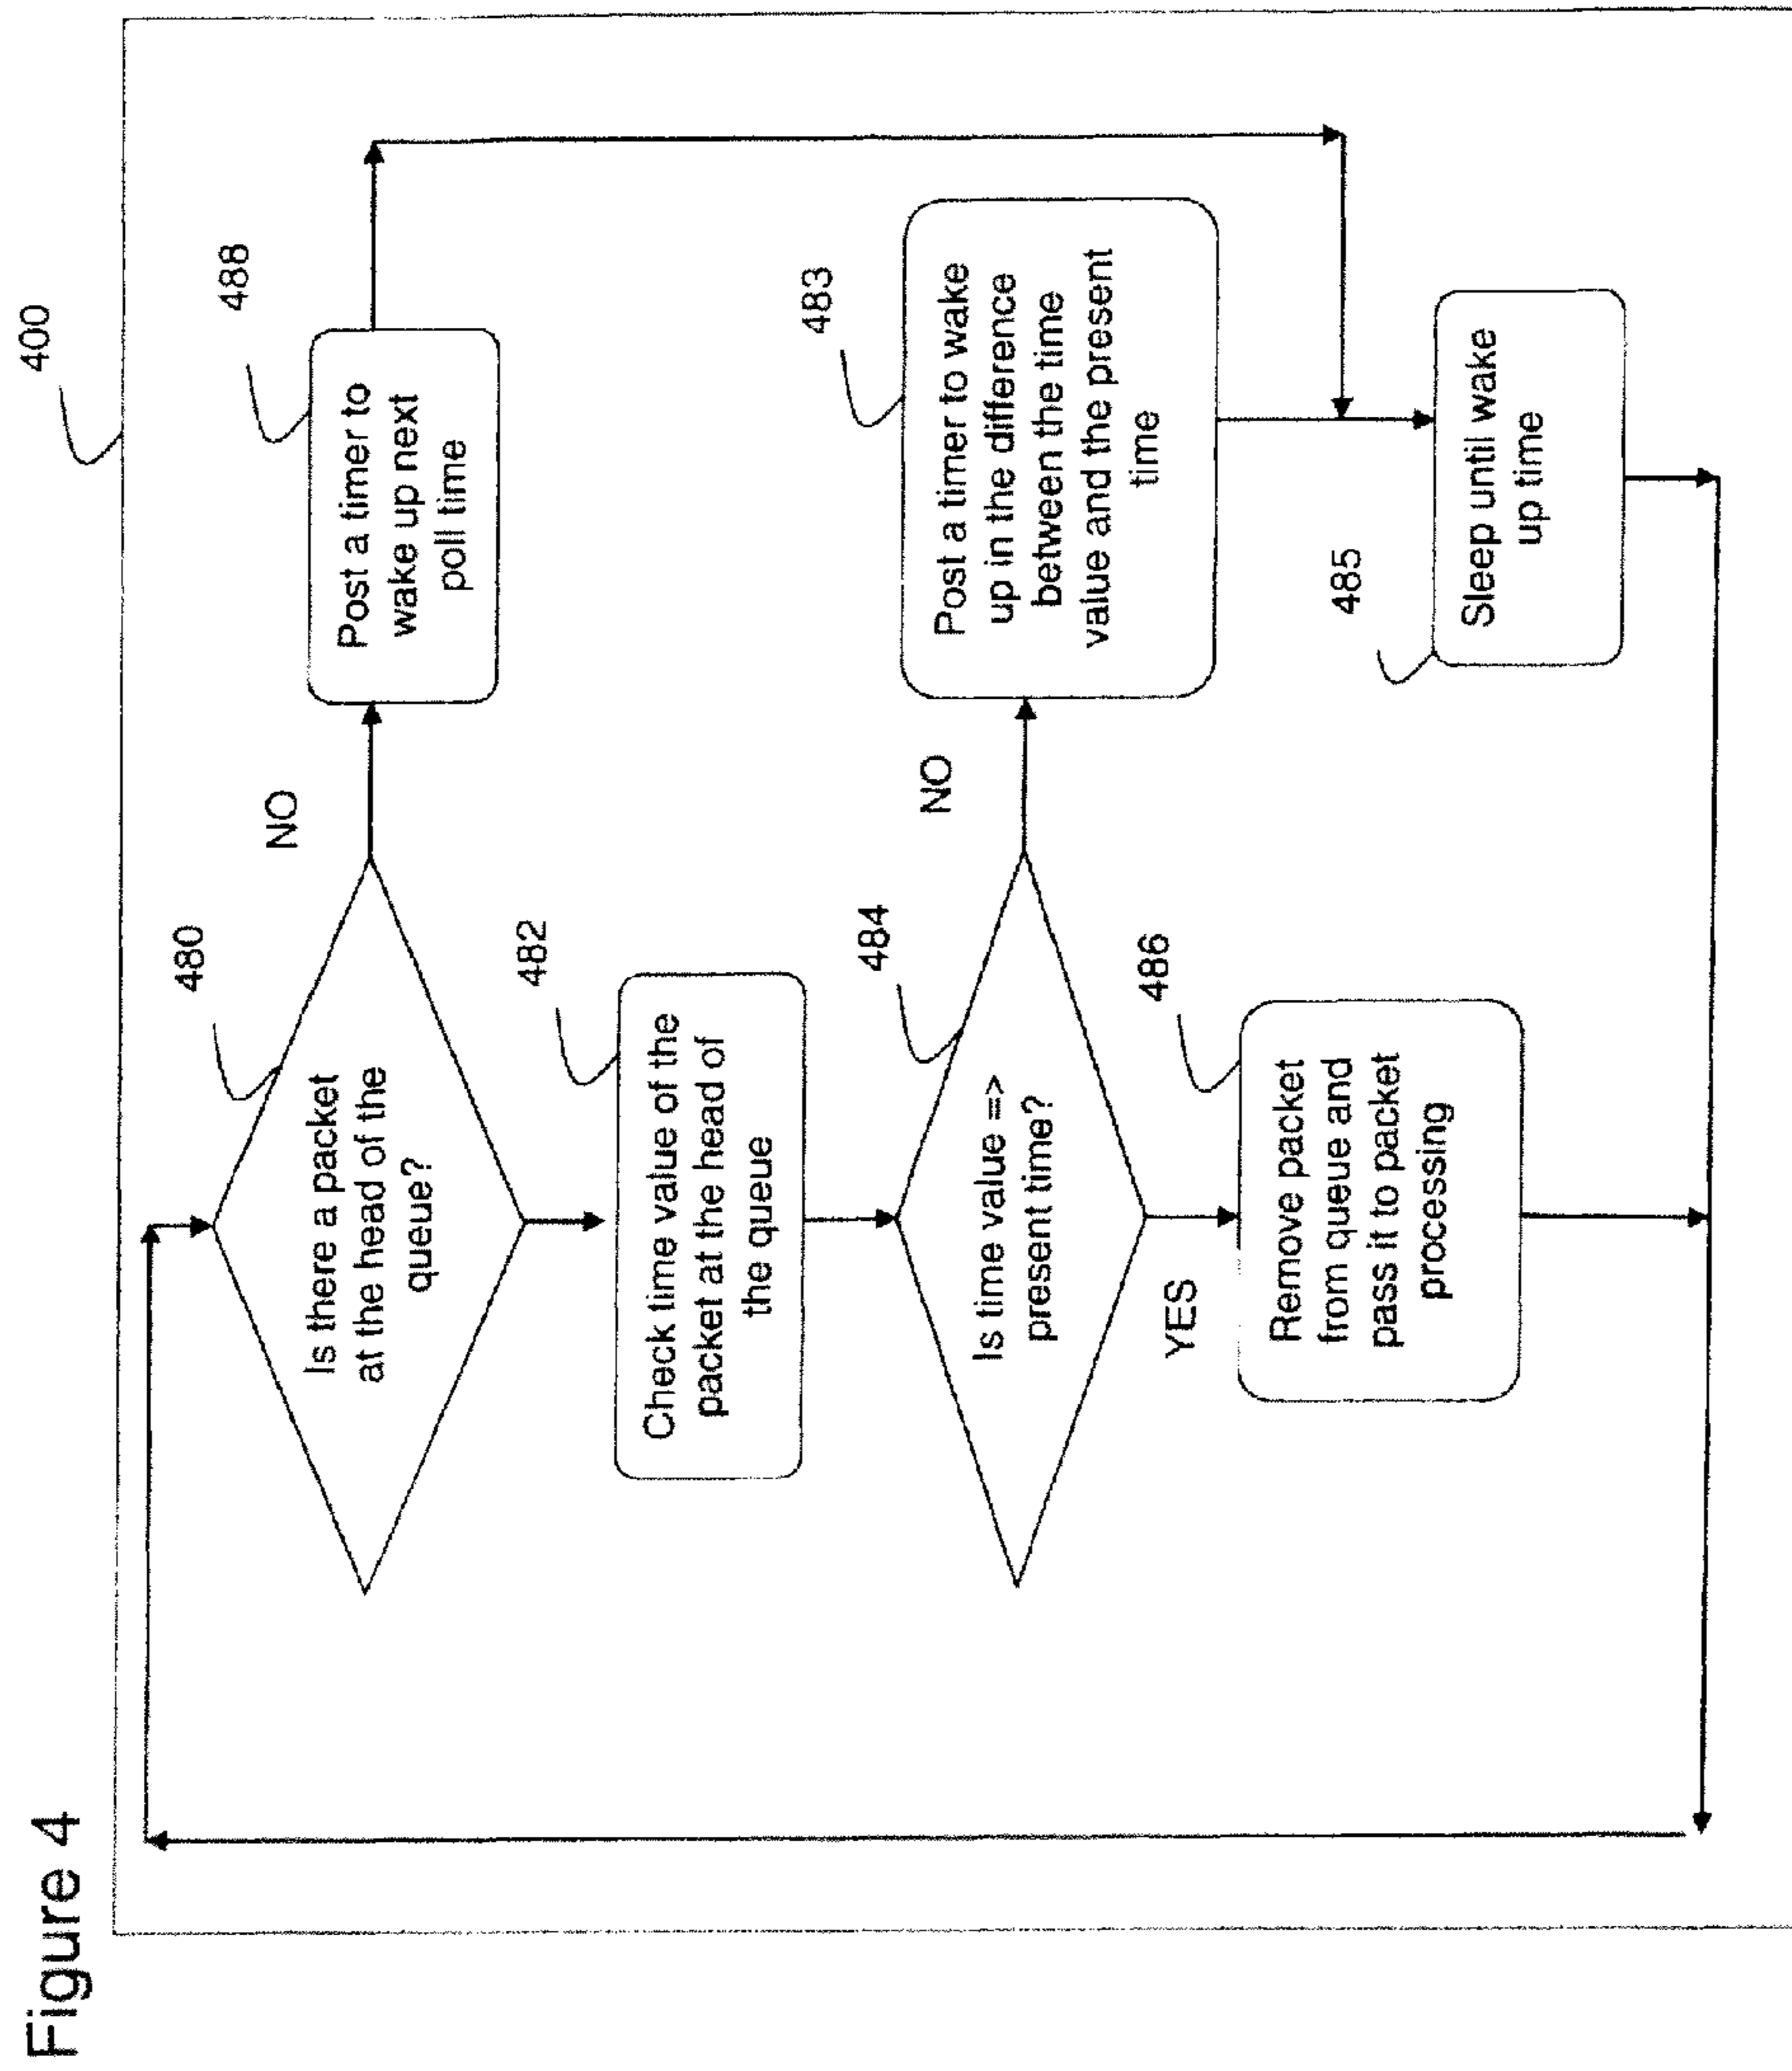 Figure 4
400
480
Is there a packet
at the head of the
queue?
NO
488
Post a timer to
wake up next
poll time
482
Check time value of the
packet at the head of
the queue
484
Is time value =>
present time?
NO
483
Post a timer to wake
up in the difference
between the time
value and the present
time
YES
486
Remove packet
from queue and
pass it to packet
processing
485
Sleep until wake
up time